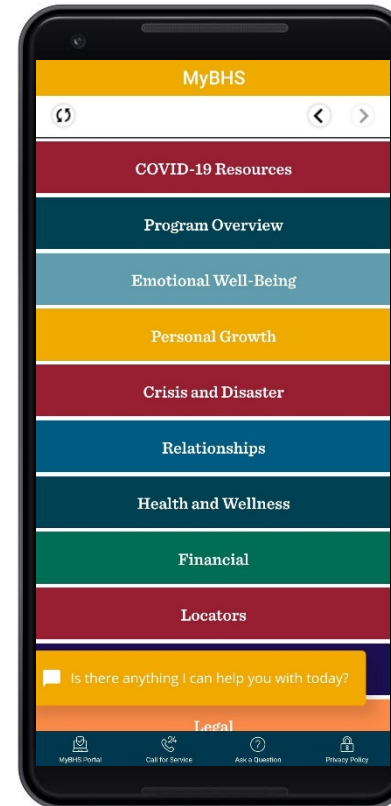 MyBHS
COVID-19 Resources
Program Overview
Emotional Well-Being
Personal Growth
Crisis and Disaster
Relationships
Health and Wellness
Financial
Locators
Is there anything I can help you with today?
Legal
24
MyBHS Portal
Call for Service
Ask a Question
Privacy Policy